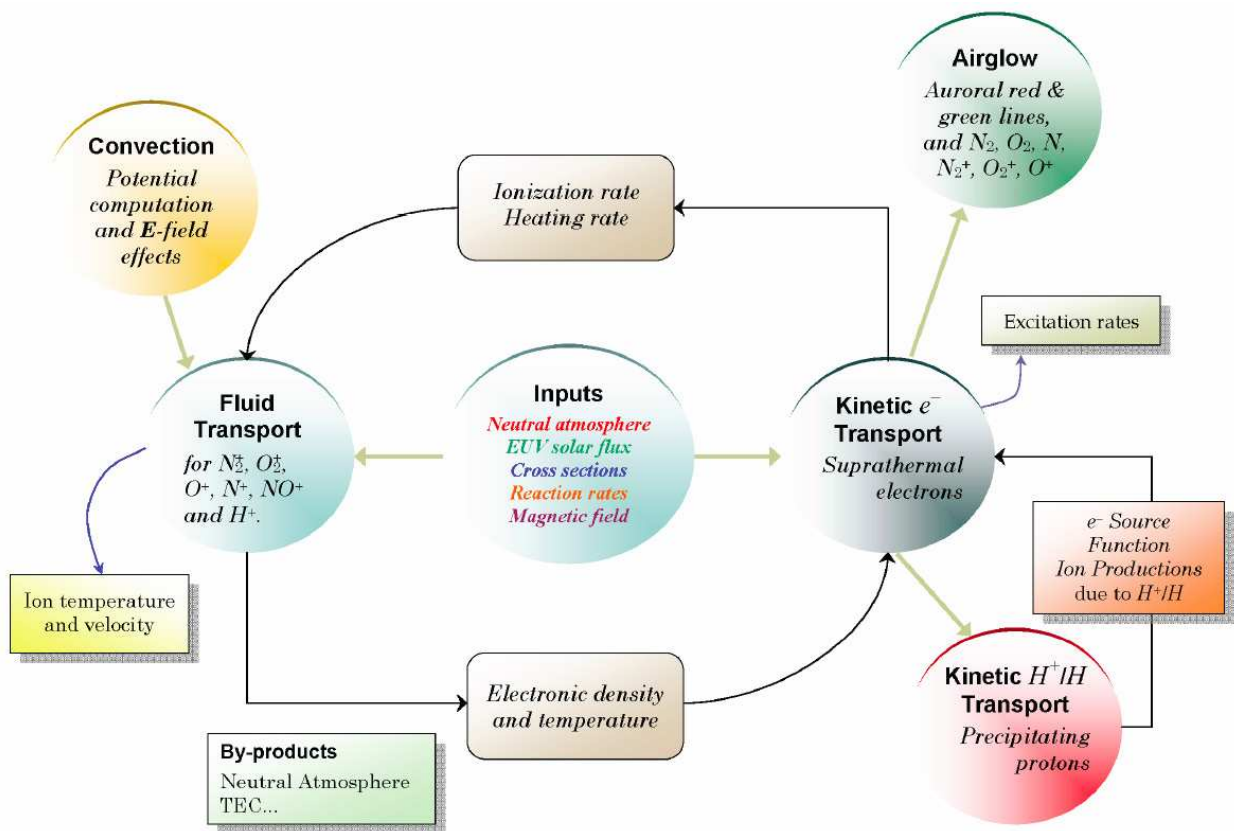 Airglow
Auroral red &
green lines,
and N₂, O₂, N,
N₂⁺, O₂⁺, O⁺
Convection
Potential
computation
and E-field
effects
Ionization rate
Heating rate
Excitation rates
Fluid
Transport
for N₂⁺, O₂⁺,
O⁺, N⁺, NO⁺
and H⁺.
Inputs
Neutral atmosphere
EUV solar flux
Cross sections
Reaction rates
Magnetic field
Kinetic e⁻
Transport
Suprathermal
electrons
e⁻ Source
Function
Ion Productions
due to H⁺/H
Ion temperature
and velocity
Electronic density
and temperature
Kinetic H⁺/H
Transport
Precipitating
protons
By-products
Neutral Atmosphere
TEC...